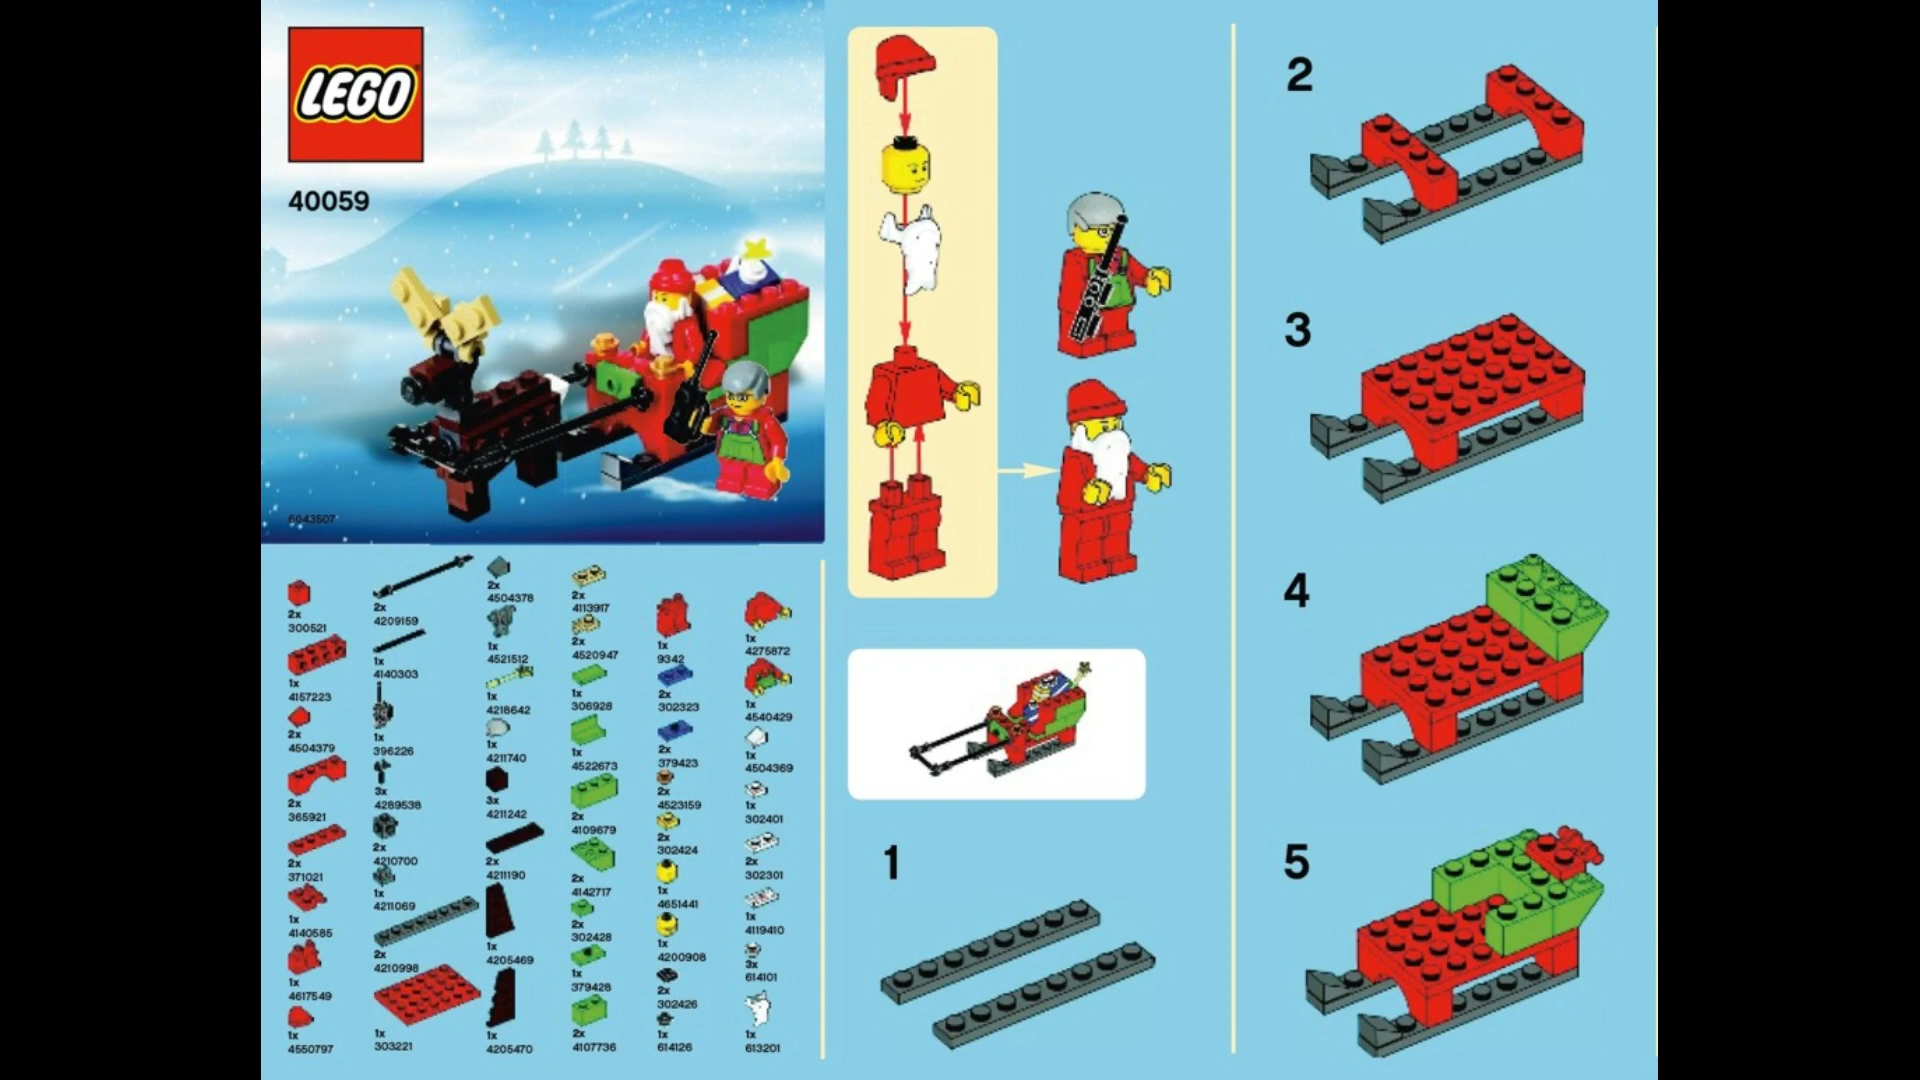 LEGO
40059
6043507
2x
300521
1x
4157223
2x
4504379
2x
365921
2x
371021
1x
4140585
1x
4617549
1x
4550797
2x
4209159
1x
4140303
1x
396226
3x
4289538
2x
4210700
1x
4211069
2x
4210998
1x
303221
2x
4504378
1x
4521512
1x
4218642
1x
4211740
3x
4211242
2x
4211190
1x
4205469
1x
4205470
2x
4113917
2x
4520947
1x
306928
1x
4522673
2x
4109679
2x
4142717
2x
302428
1x
379428
2x
4107736
1x
9342
2x
302323
2x
379423
2x
4523159
2x
302424
1x
4651441
1x
4200908
2x
302426
1x
614126
1x
4275872
1x
4540429
1x
4504369
1x
302401
2x
302301
1x
4119410
3x
614101
1x
613201
1
2
3
4
5